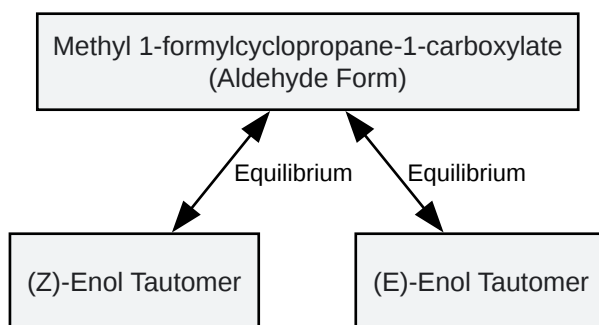 Methyl 1-formylcyclopropane-1-carboxylate
(Aldehyde Form)
Equilibrium
Equilibrium
(Z)-Enol Tautomer
(E)-Enol Tautomer